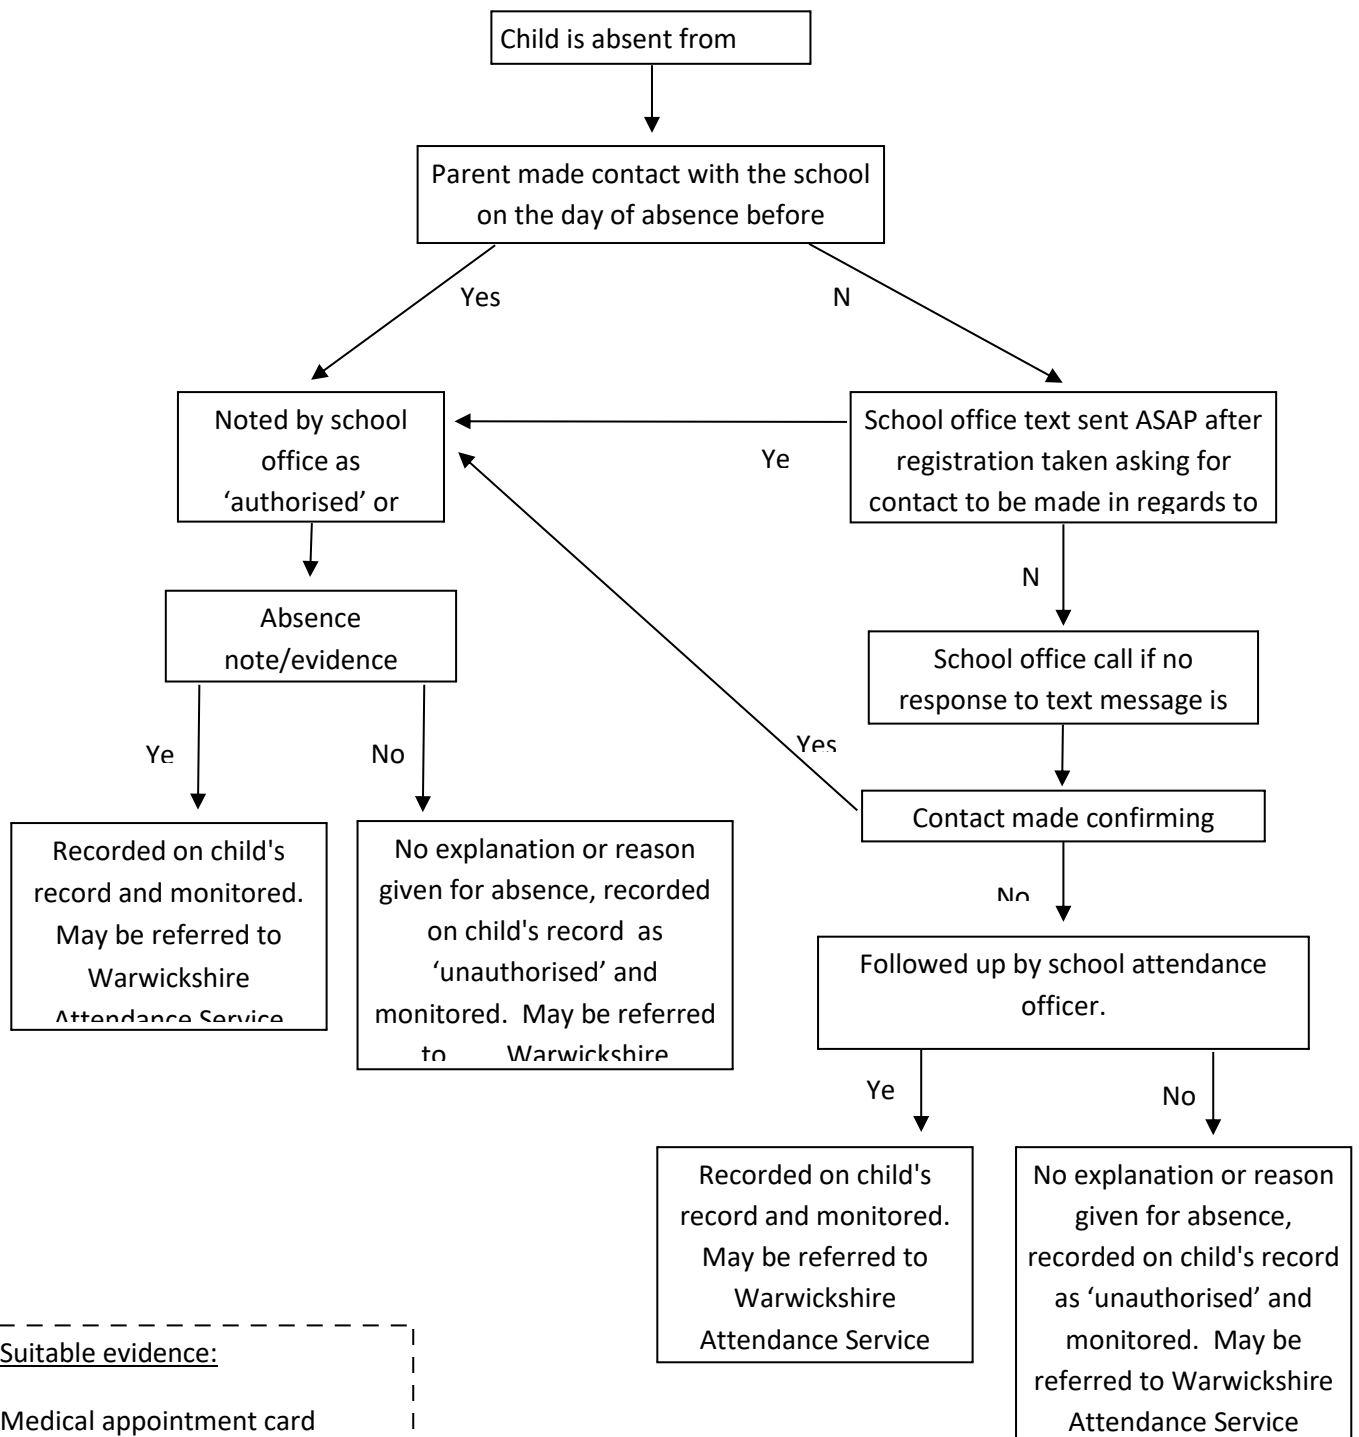 Child is absent from
Parent made contact with the school
on the day of absence before
Yes
N
Noted by school
office as
‘authorised’ or
Ye
School office text sent ASAP after
registration taken asking for
contact to be made in regards to
N
Absence
note/evidence
School office call if no
response to text message is
Ye
No
Yes
Contact made confirming
Recorded on child's
record and monitored.
May be referred to
Warwickshire
Attendance Service
No explanation or reason
given for absence, recorded
on child's record as
‘unauthorised’ and
monitored. May be referred
to Warwickshire
No
Followed up by school attendance
officer.
Ye
No
Recorded on child's
record and monitored.
May be referred to
Warwickshire
Attendance Service
No explanation or reason
given for absence,
recorded on child's record
as ‘unauthorised’ and
monitored. May be
referred to Warwickshire
Attendance Service
Suitable evidence:
Medical appointment card